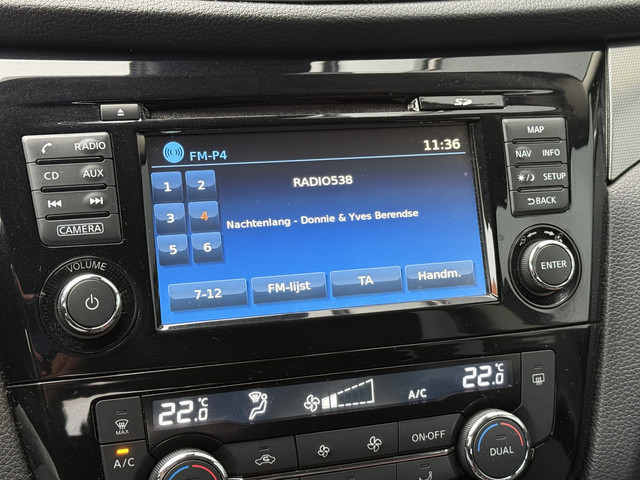 SD
RADIO
CD AUX
CAMERA
VOLUME
FM-P4 11:36
1 2 RADIO538
3 4 Nachtenlang - Donnie & Yves Berendse
5 6
7-12 FM-lijst TA Handm.
MAP
NAV INFO
SETUP
BACK
ENTER
22.0°C A/C 22.0°C
MAX
A/C
ON-OFF
DUAL